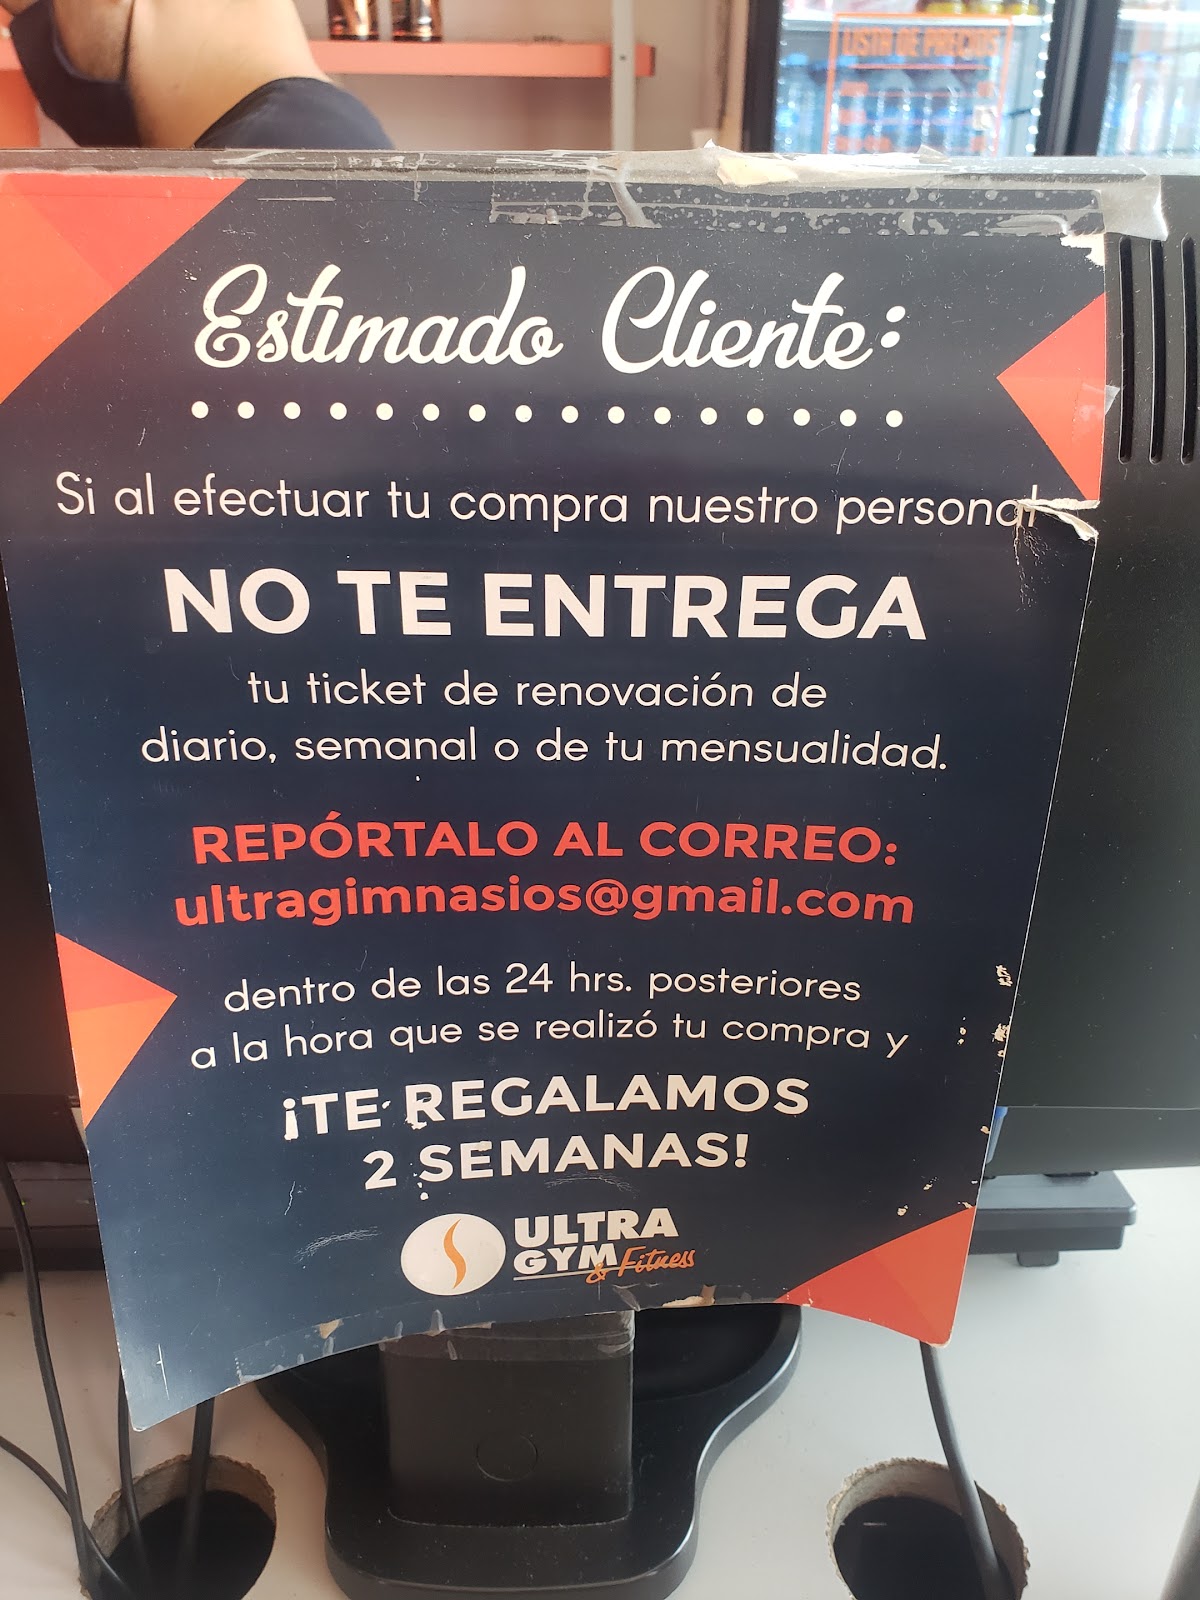 LISTA DE PRECIOS
Estimado Cliente:
Si al efectuar tu compra nuestro personal
NO TE ENTREGA
tu ticket de renovación de
diario, semanal o de tu mensualidad.
REPÓRTALO AL CORREO:
ultragimnasios@gmail.com
dentro de las 24 hrs. posteriores
a la hora que se realizó tu compra y
¡TE REGALAMOS
2 SEMANAS!
ULTRA
GYM
& Fitness